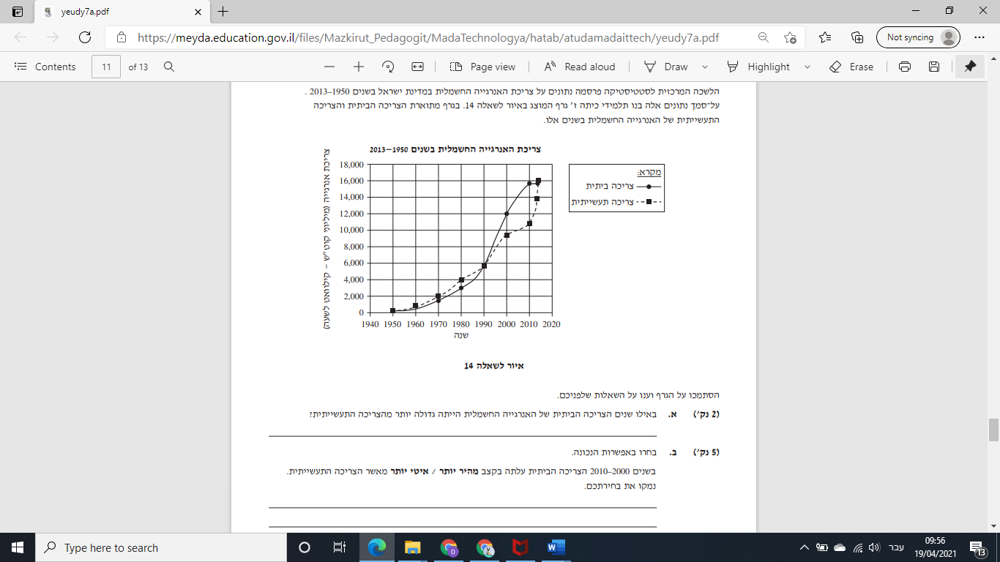 yeudy7a.pdf
https://meyda.education.gov.il/files/Mazkirut_Pedagogit/MadaTechnologya/hatab/atudamadaittech/yeudy7a.pdf
Not syncing
Contents
11
of 13
Page view
Read aloud
Draw
Highlight
Erase
הלשכה המרכזית לסטטיסטיקה פרסמה נתונים על צריכת האנרגייה החשמלית במדינת ישראל בשנים 1950–2013 .
על־סמך נתונים אלה בנו תלמידי כיתה ז' גרף המוצג באיור לשאלה 14. בגרף מתוארת הצריכה הביתית והצריכה
התעשייתית של האנרגייה החשמלית בשנים אלו.
צריכת האנרגייה החשמלית בשנים 1950–2013
צריכת אנרגייה (מיליוני קוט"ש – קילוואט לשעה)
18,000
16,000
14,000
12,000
10,000
8,000
6,000
4,000
2,000
0
1940 1950 1960 1970 1980 1990 2000 2010 2020
שנה
מקרא:
צריכה ביתית
צריכה תעשייתית
איור לשאלה 14
הסתמכו על הגרף וענו על השאלות שלפניכם.
(2 נק') א. באילו שנים הצריכה הביתית של האנרגייה החשמלית הייתה גדולה יותר מהצריכה התעשייתית?
(5 נק') ב. בחרו באפשרות הנכונה.
בשנים 2000–2010 הצריכה הביתית עלתה בקצב מהיר יותר / איטי יותר מאשר הצריכה התעשייתית.
נמקו את בחירתכם.
Type here to search
עבר
09:56
19/04/2021
13